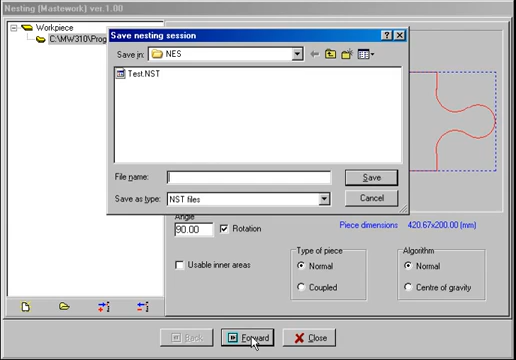 Nesting (Mastework) ver.1.00
Workpiece
C:\MW310\Prog
Save nesting session
Save in:
NES
Test.NST
File name:
Save
Save as type:
NST files
Cancel
Angle
90.00
Rotation
Piece dimensions 420.67x200.00 (mm)
Usable inner areas
Type of piece
Normal
Coupled
Algorithm
Normal
Centre of gravity
Back
Forward
Close